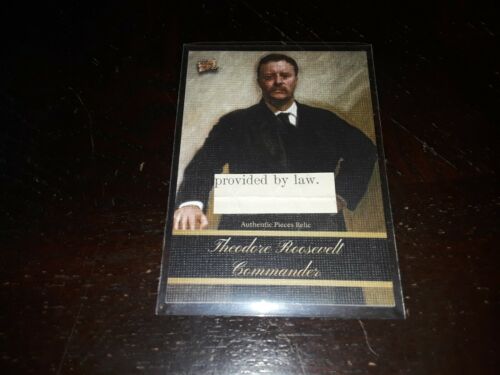 provided by law.
Authentic Pieces Relic
Theodore Roosevelt
Commander